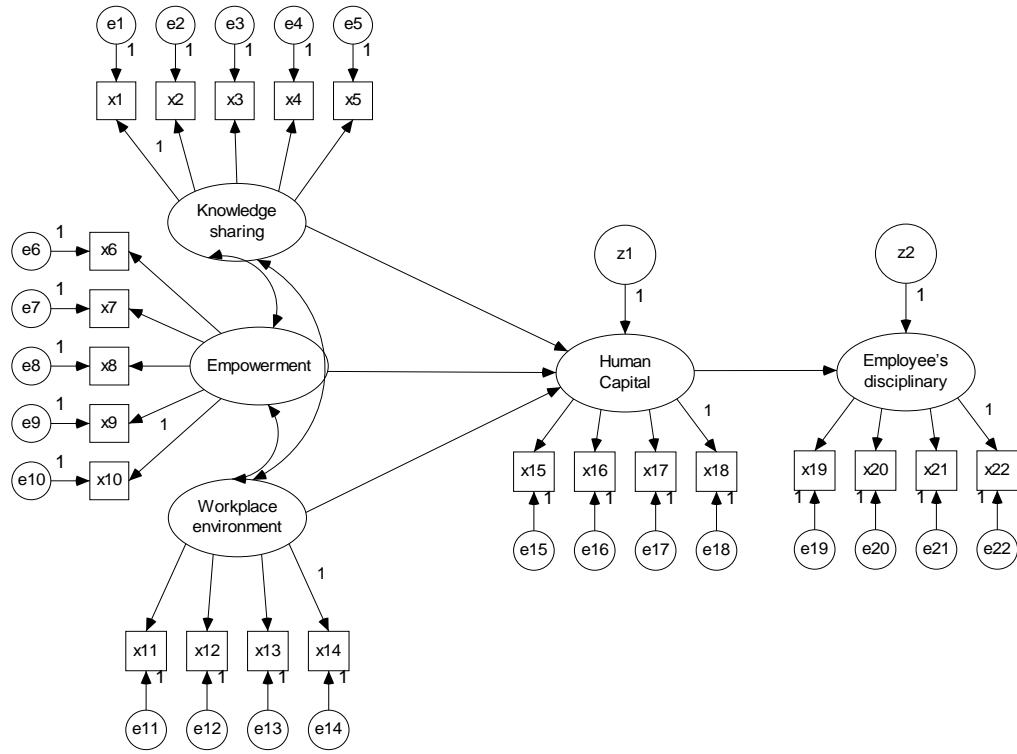 e1 e2 e3 e4 e5
1 1 1 1 1
x1 x2 x3 x4 x5
1
Knowledge
sharing
e6 1 x6
e7 1 x7
e8 1 x8
e9 1 x9
1
e10 1 x10
Empowerment
Workplace
environment
1
x11 x12 x13 x14
1 1 1 1
e11 e12 e13 e14
z1
1
Human
Capital
1
x15 x16 x17 x18
1 1 1 1
e15 e16 e17 e18
z2
1
Employee's
disciplinary
1
x19 x20 x21 x22
1 1 1 1
e19 e20 e21 e22